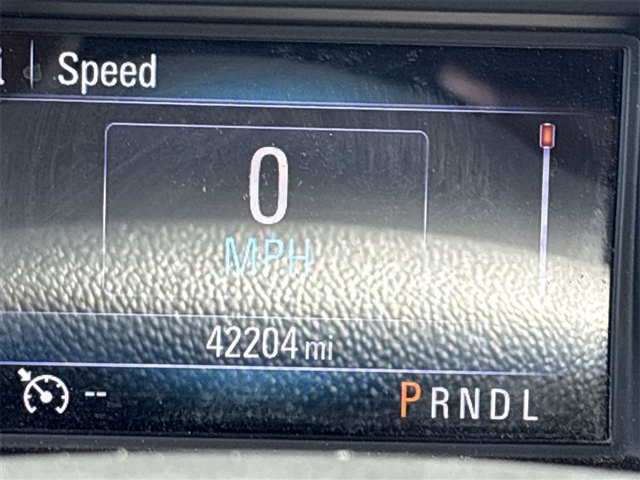 Speed
0
MPH
42204 mi
--
PRNDL